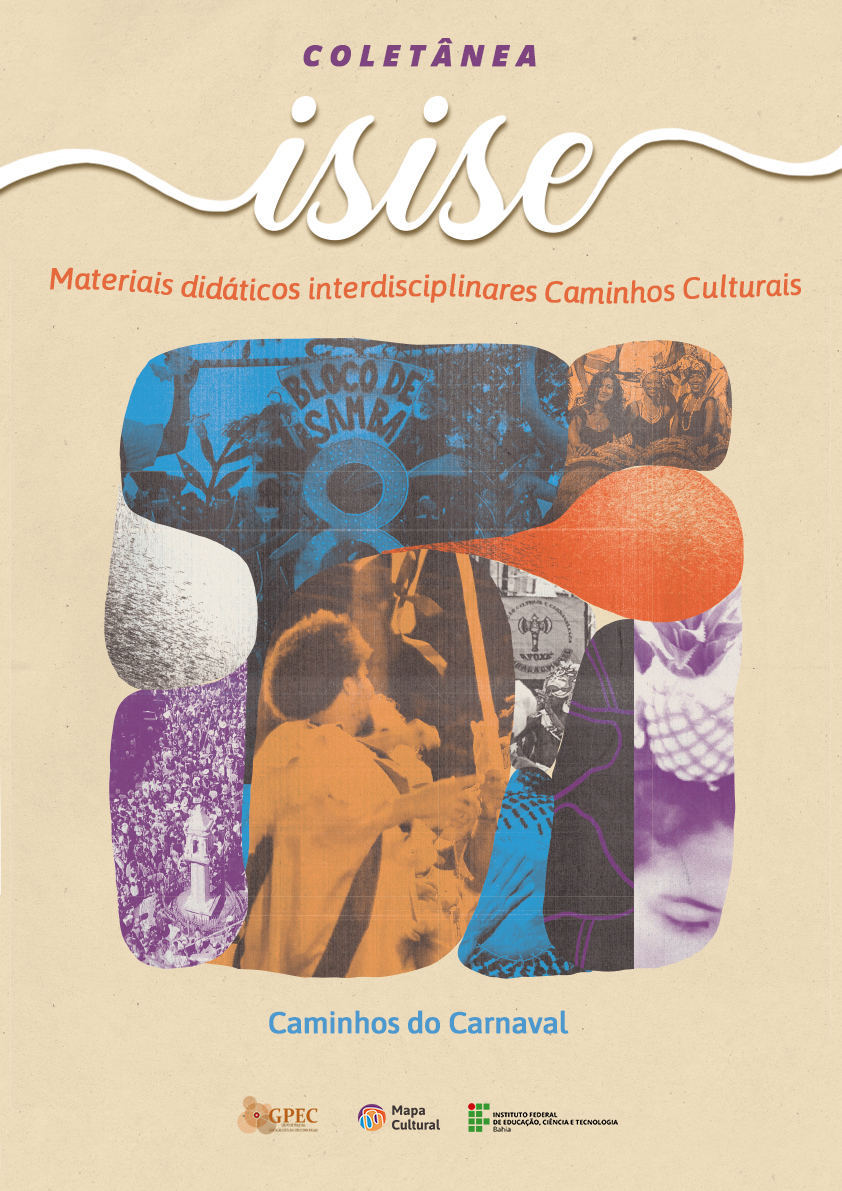 COLETÂNEA
isise
Materiais didáticos interdisciplinares Caminhos Culturais
BLOCO DE
SAMBA
AFOXÉ
Caminhos do Carnaval
GPEC
Mapa
Cultural
INSTITUTO FEDERAL
DE EDUCAÇÃO, CIÊNCIA E TECNOLOGIA
Bahia